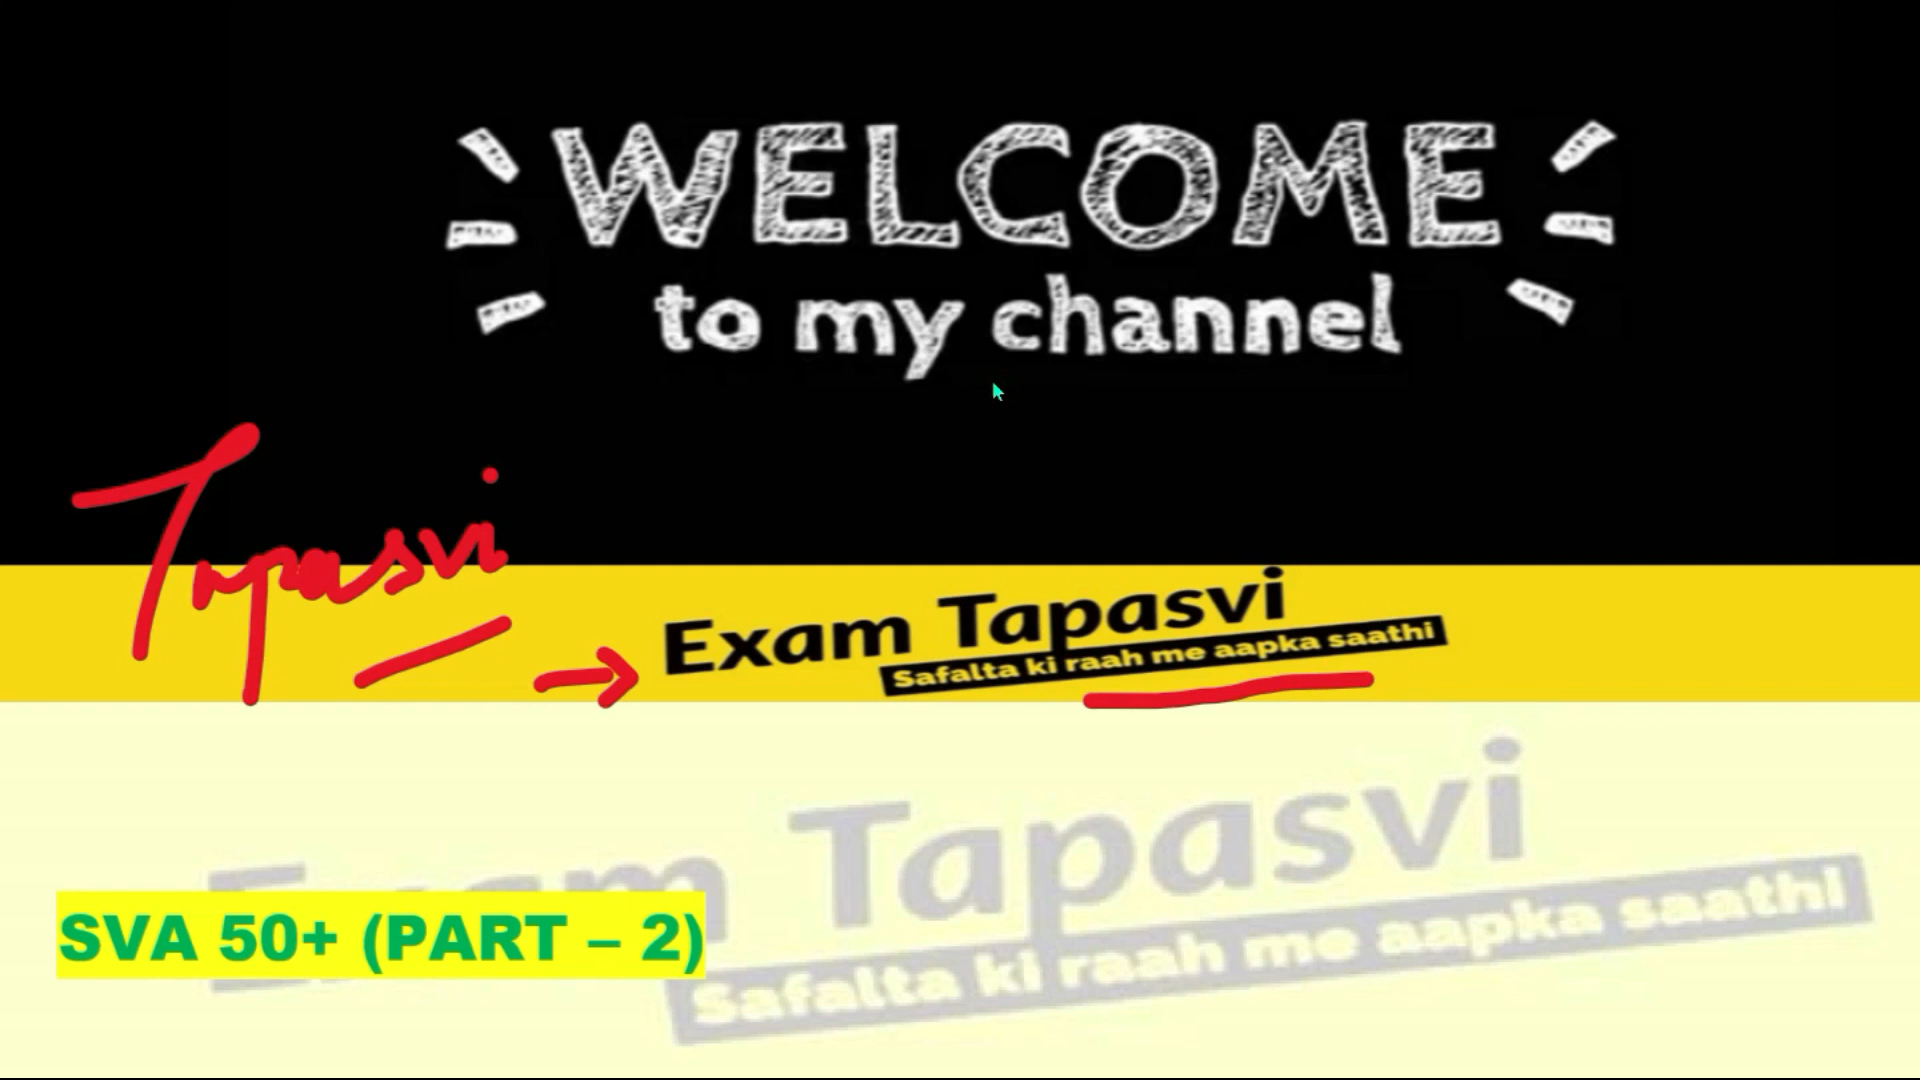 WELCOME
to my channel
Tapasvi
Exam Tapasvi
Safalta ki raah me aapka saathi
Exam Tapasvi
Safalta ki raah me aapka saathi
SVA 50+ (PART – 2)